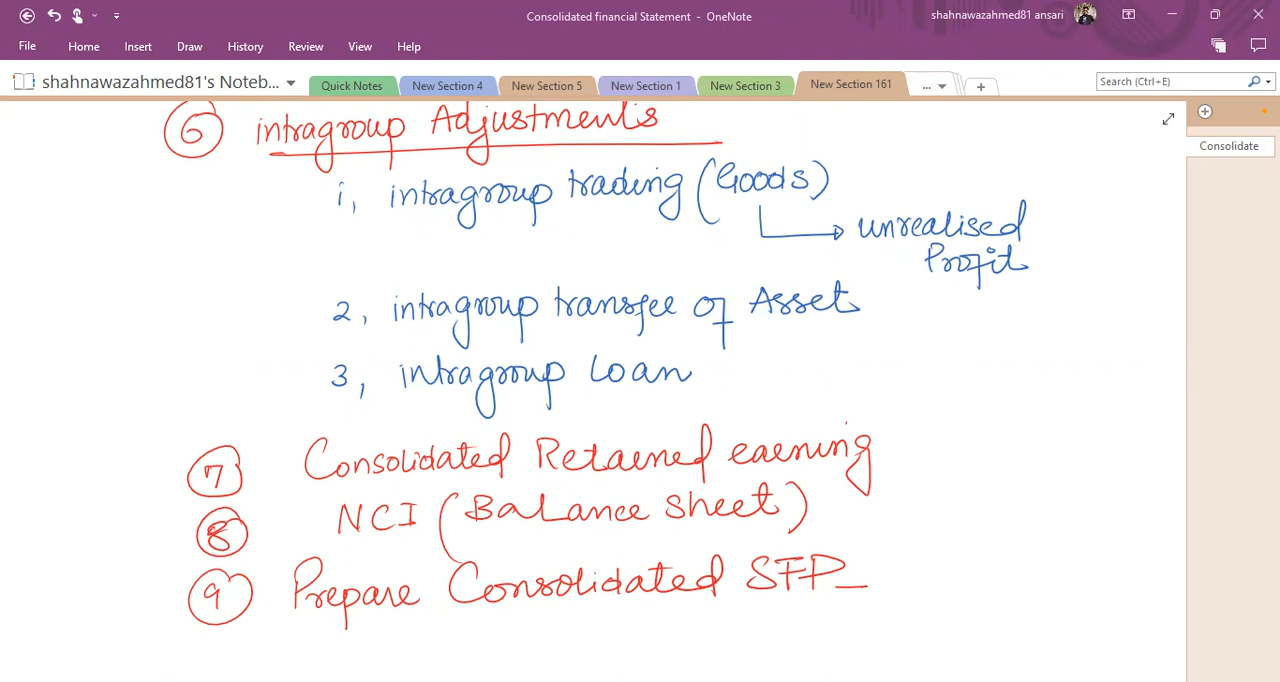 Consolidated financial Statement - OneNote
shahnawazahmed81 ansari
File Home Insert Draw History Review View Help
shahnawazahmed81's Noteb...
Quick Notes New Section 4 New Section 5 New Section 1 New Section 3 New Section 161 ...
Search (Ctrl+E)
Consolidate
6 intragroup Adjustments
i, intragroup trading (Goods)
unrealised
Profit
2, intragroup transfee of Asset
3, intragroup Loan
7 Consolidated Retained eaening
8 NCI (Balance sheet)
9 Prepare Consolidated SFP